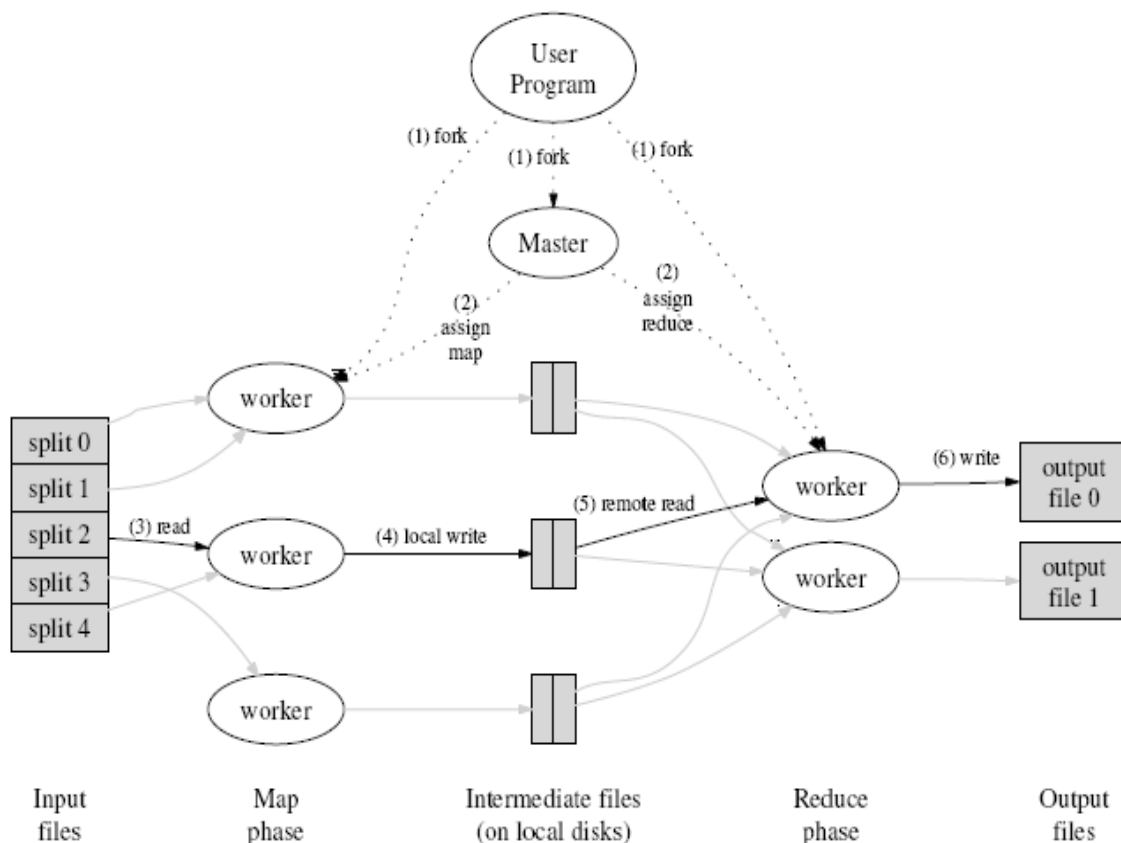 User
Program
(1) fork
(1) fork
(1) fork
Master
(2)
assign
map
(2)
assign
reduce
worker
split 0
split 1
split 2
split 3
split 4
(3) read
worker
(4) local write
(5) remote read
worker
(6) write
output
file 0
worker
output
file 1
worker
Input
files
Map
phase
Intermediate files
(on local disks)
Reduce
phase
Output
files